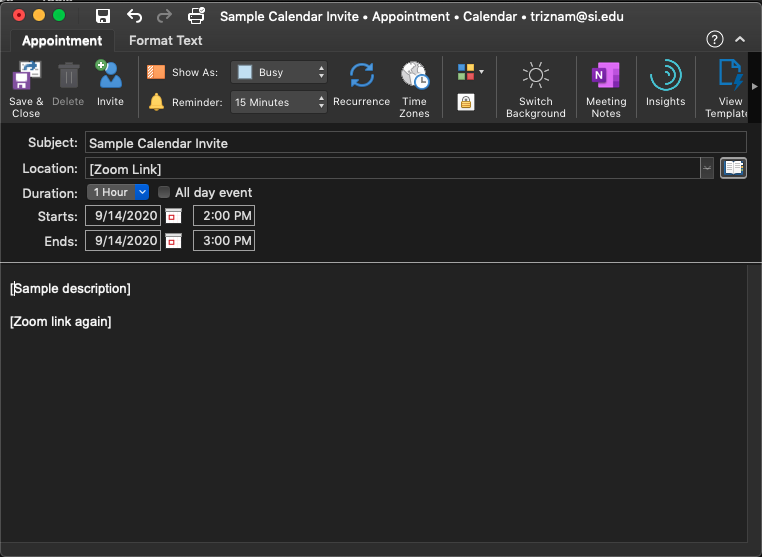 Sample Calendar Invite • Appointment • Calendar • triznam@si.edu
Appointment Format Text
Save & Close
Delete
Invite
Show As: Busy
Reminder: 15 Minutes
Recurrence
Time Zones
Switch Background
Meeting Notes
Insights
View Templat
Subject: Sample Calendar Invite
Location: [Zoom Link]
Duration: 1 Hour All day event
Starts: 9/14/2020 2:00 PM
Ends: 9/14/2020 3:00 PM
[Sample description]
[Zoom link again]